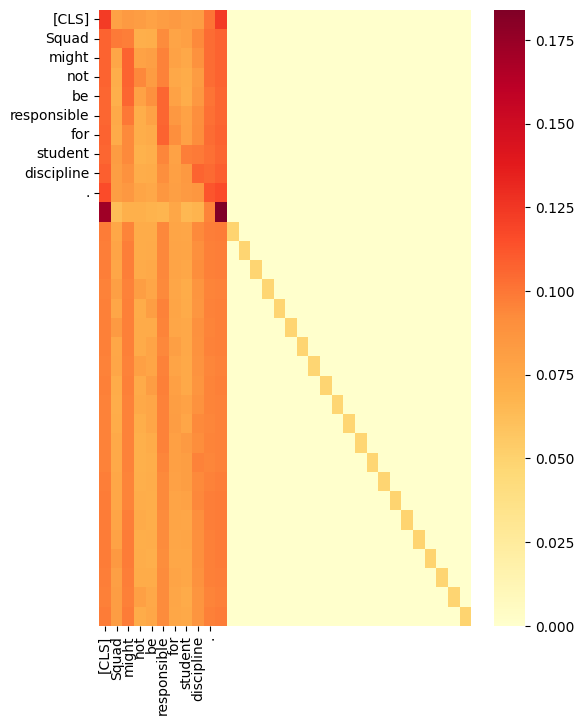 [CLS]
Squad
might
not
be
responsible
for
student
discipline
.
0.175
0.150
0.125
0.100
0.075
0.050
0.025
0.000
[CLS]
Squad
might
not
be
responsible
for
student
discipline
.